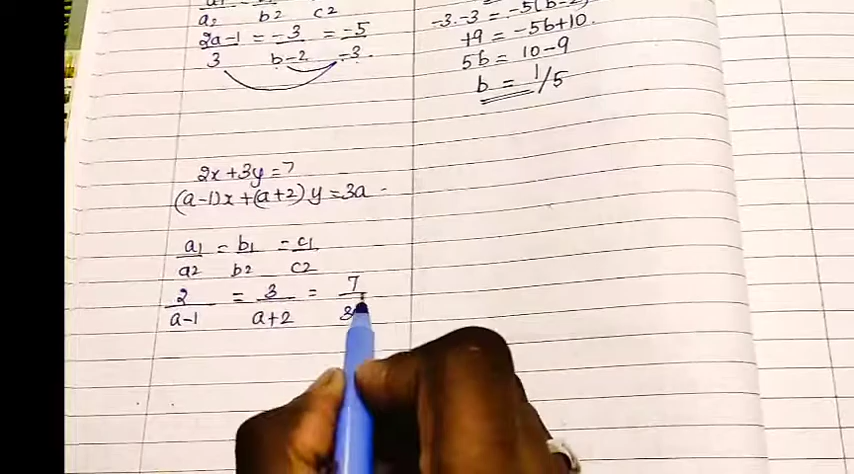 a2 b2 c2
2a-1 = -3 = -5
3 b-2 -3
-3.-3 = -5(b-2)
+9 = -5b+10.
5b = 10-9
b = 1/5
2x+3y=7
(a-1)x+(a+2)y=3a
a1 = b1 = c1
a2 b2 c2
2 = 3 = 7
a-1 a+2 3